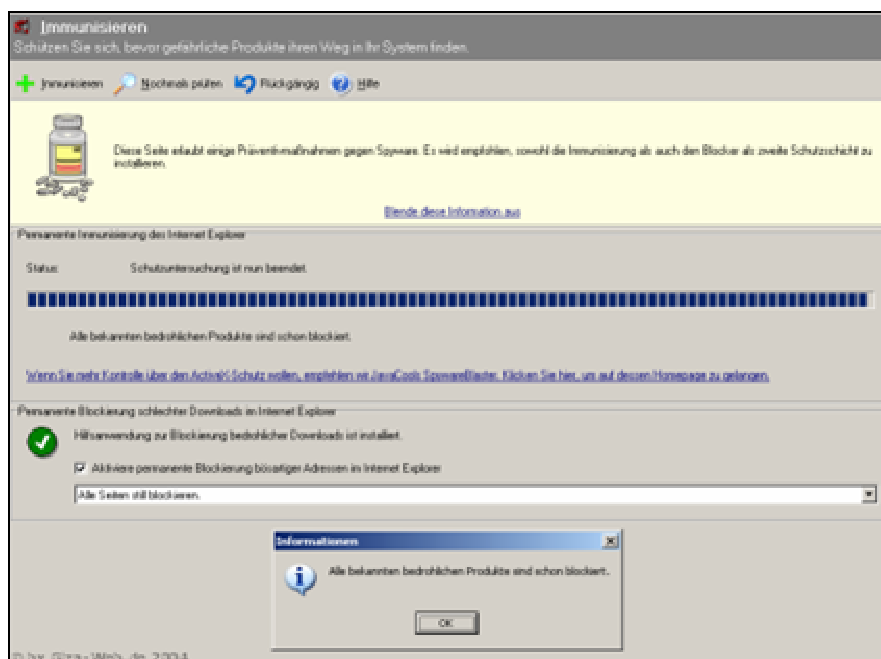 Immunisieren
Schützen Sie sich, bevor gefährliche Produkte ihren Weg in Ihr System finden.
Immunisieren Nochmals prüfen Rückgängig Hilfe
Diese Seite erlaubt einige Präventivmaßnahmen gegen Spyware. Es wird empfohlen, sowohl die Immunisierung als auch den Blocker als zweite Schutzschicht zu
installieren.
Blende diese Information aus
Permanente Immunisierung des Internet Explorer
Status: Schutzuntersuchung ist nun beendet.
Alle bekannten bedrohlichen Produkte sind schon blockiert.
Wenn Sie mehr Kontrolle über den ActiveX-Schutz wollen, empfehlen wir JavaCools SpywareBlaster. Klicken Sie hier, um auf dessen Homepage zu gelangen.
Permanente Blockierung schlechter Downloads im Internet Explorer
Hilfsanwendung zur Blockierung bedrohlicher Downloads ist installiert.
Aktiviere permanente Blockierung bösartiger Adressen im Internet Explorer
Alle Seiten still blockieren.
Informationen
Alle bekannten bedrohlichen Produkte sind schon blockiert.
OK
© by 2004